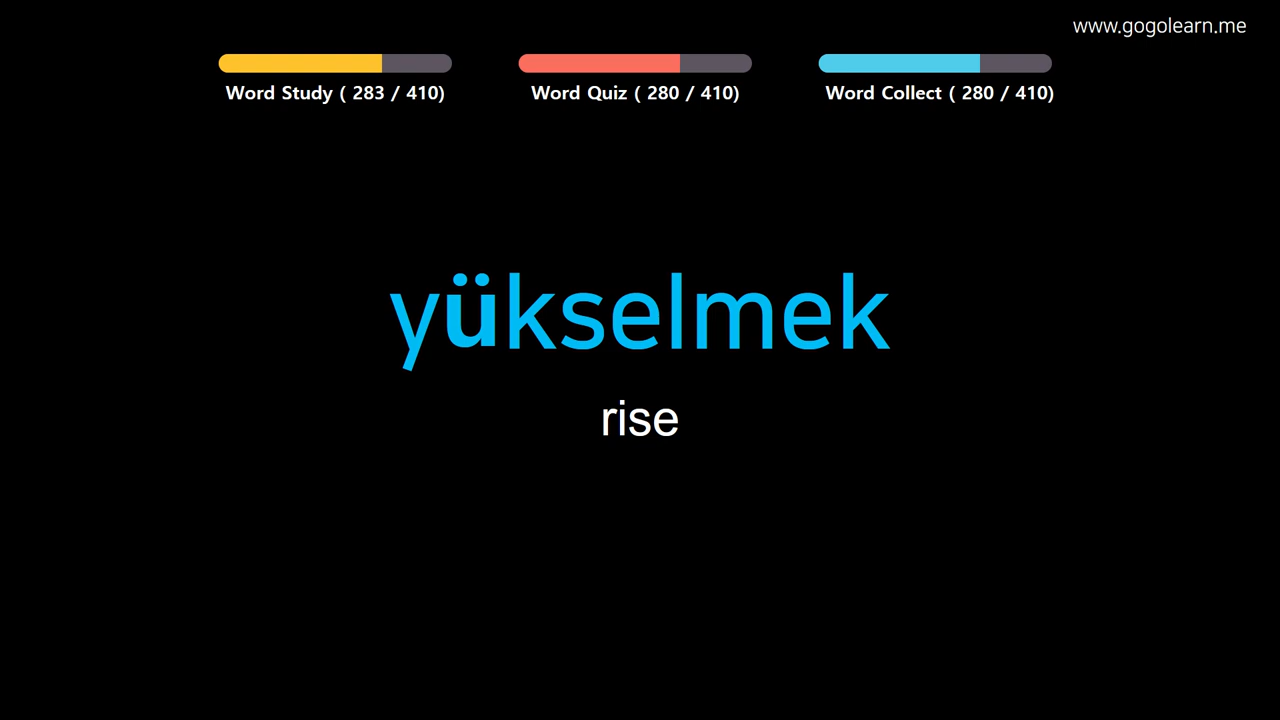 www.gogolearn.me
Word Study ( 283 / 410)
Word Quiz ( 280 / 410)
Word Collect ( 280 / 410)
yükselmek
rise